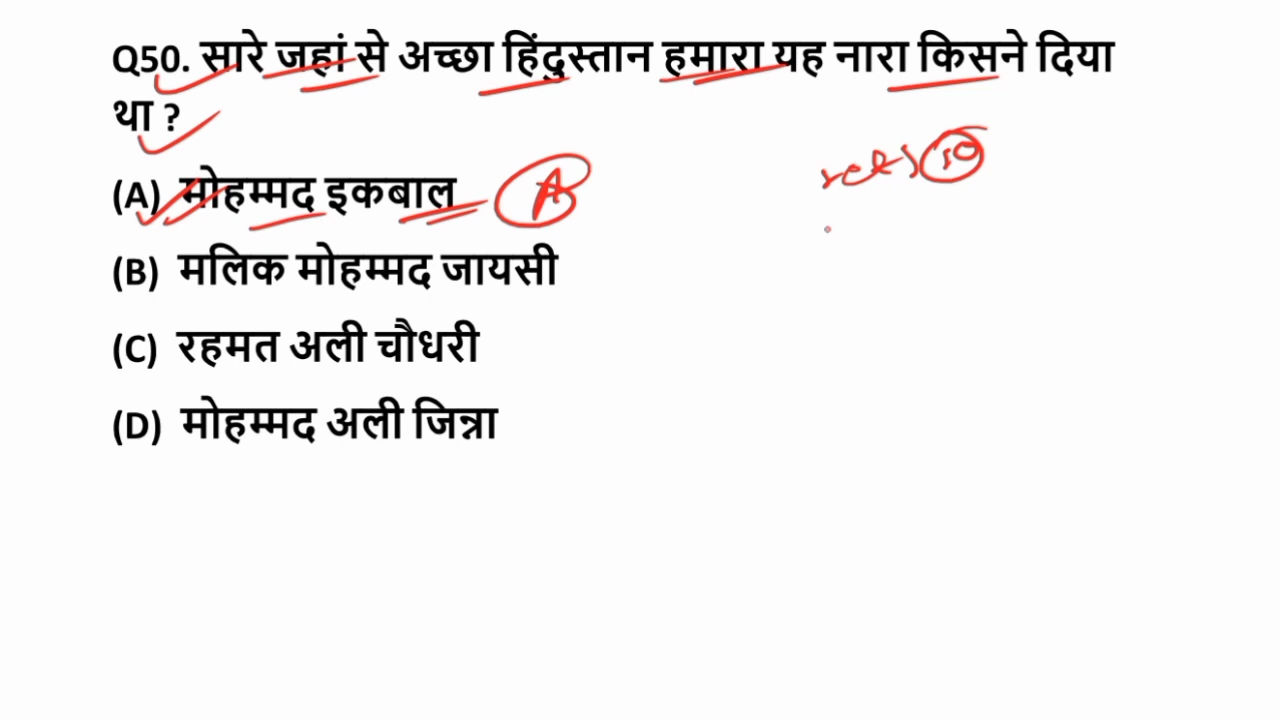 Q50. सारे जहां से अच्छा हिंदुस्तान हमारा यह नारा किसने दिया
था ?
(A) मोहम्मद इकबाल A
(B) मलिक मोहम्मद जायसी
(C) रहमत अली चौधरी
(D) मोहम्मद अली जिन्ना